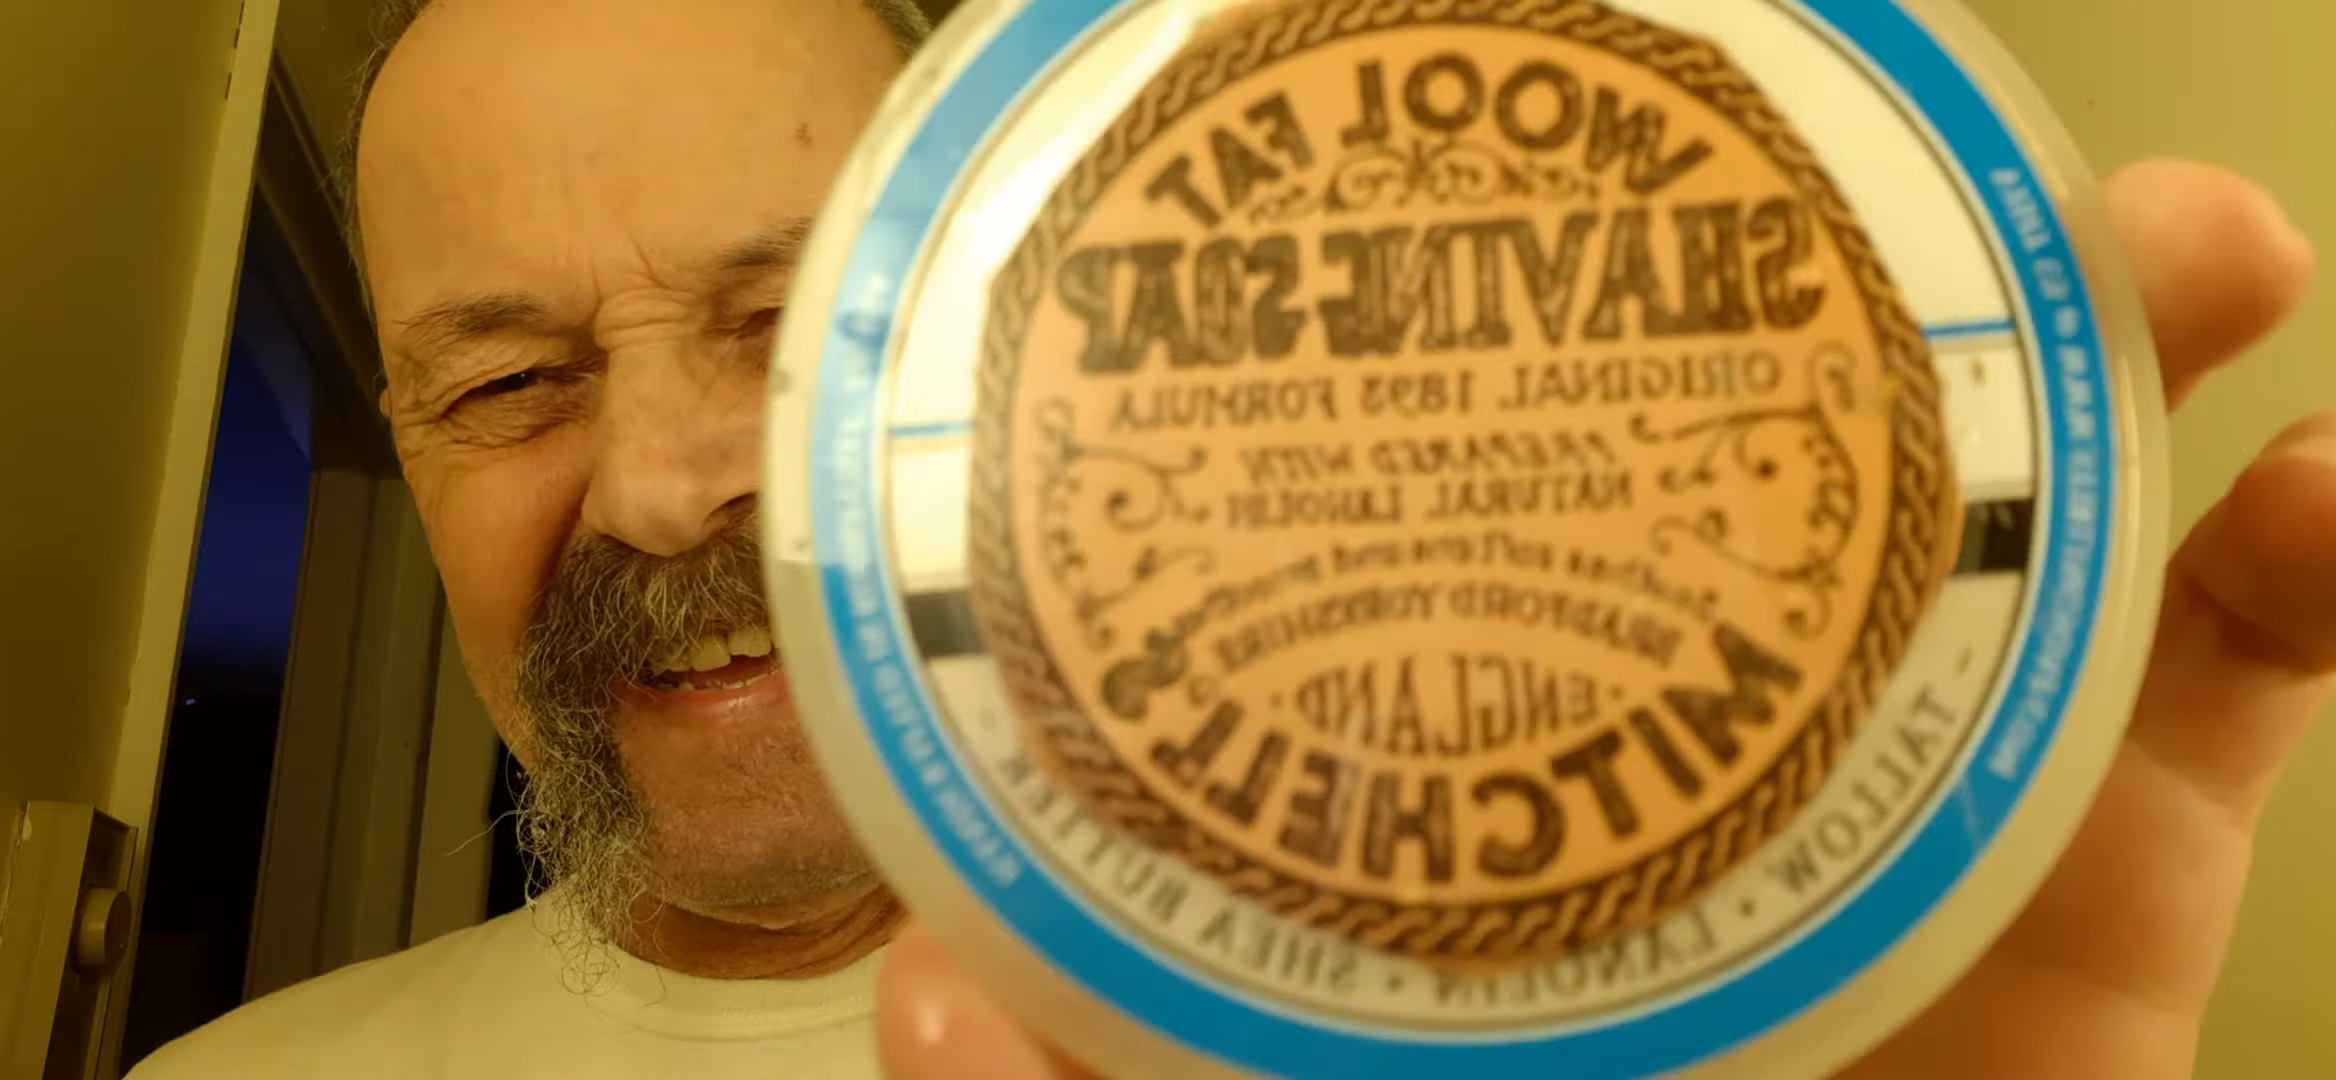 WOOL FAT
SHAVING SOAP
ORIGINAL 1893 FORMULA
PREPARED WITH
NATURAL LANOLIN
BRADFORD YORKSHIRE
ENGLAND
MITCHELL'S
TALLOW • LANOLIN • SHEA BUTTER